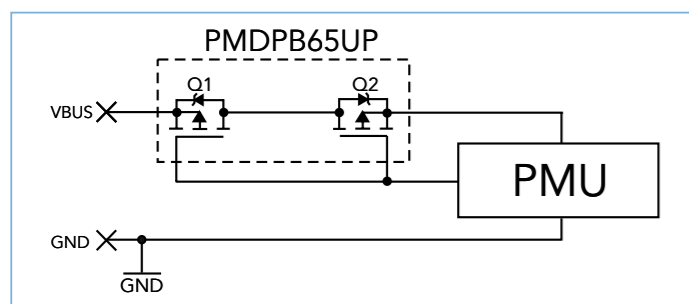 PMDPB65UP
Q1 Q2
VBUS
PMU
GND
GND